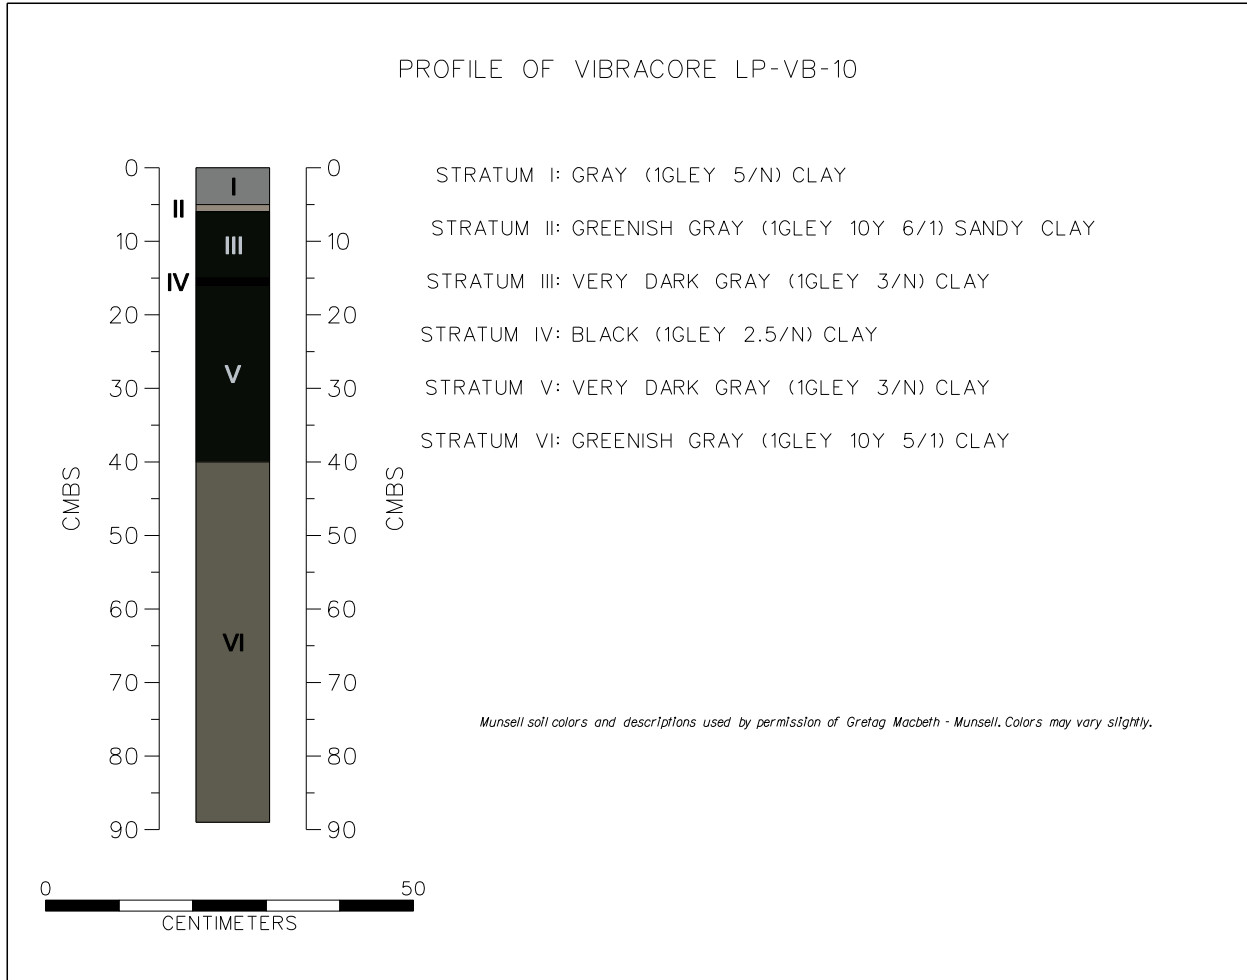 PROFILE OF VIBRACORE LP-VB-10
0
10
20
30
40
50
60
70
80
90
CMBS
I
II
III
IV
V
VI
0
10
20
30
40
50
60
70
80
90
CMBS
STRATUM I: GRAY (1GLEY 5/N) CLAY
STRATUM II: GREENISH GRAY (1GLEY 10Y 6/1) SANDY CLAY
STRATUM III: VERY DARK GRAY (1GLEY 3/N) CLAY
STRATUM IV: BLACK (1GLEY 2.5/N) CLAY
STRATUM V: VERY DARK GRAY (1GLEY 3/N) CLAY
STRATUM VI: GREENISH GRAY (1GLEY 10Y 5/1) CLAY
Munsell soil colors and descriptions used by permission of Gretag Macbeth - Munsell. Colors may vary slightly.
0 50
CENTIMETERS